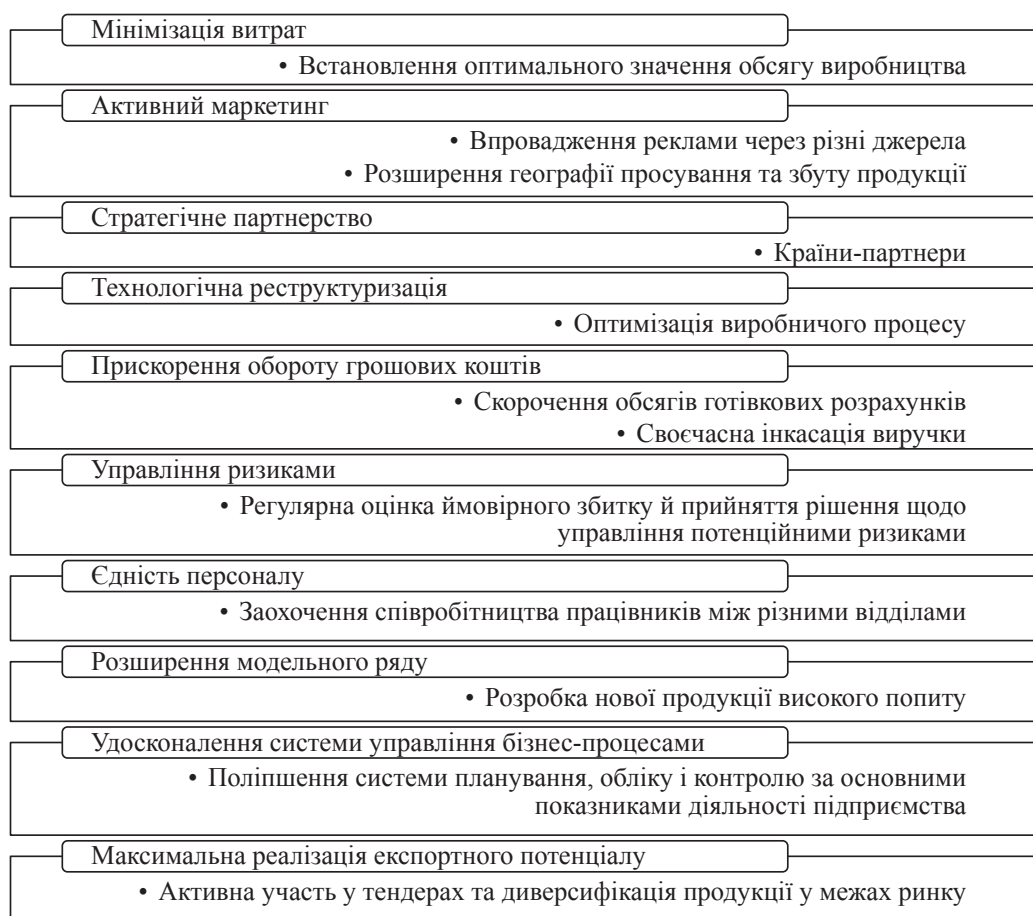 Мінімізація витрат
• Встановлення оптимального значення обсягу виробництва
Активний маркетинг
• Впровадження реклами через різні джерела
• Розширення географії просування та збуту продукції
Стратегічне партнерство
• Країни-партнери
Технологічна реструктуризація
• Оптимізація виробничого процесу
Прискорення обороту грошових коштів
• Скорочення обсягів готівкових розрахунків
• Своєчасна інкасація виручки
Управління ризиками
• Регулярна оцінка ймовірного збитку й прийняття рішення щодо
управління потенційними ризиками
Єдність персоналу
• Заохочення співробітництва працівників між різними відділами
Розширення модельного ряду
• Розробка нової продукції високого попиту
Удосконалення системи управління бізнес-процесами
• Поліпшення системи планування, обліку і контролю за основними
показниками діяльності підприємства
Максимальна реалізація експортного потенціалу
• Активна участь у тендерах та диверсифікація продукції у межах ринку